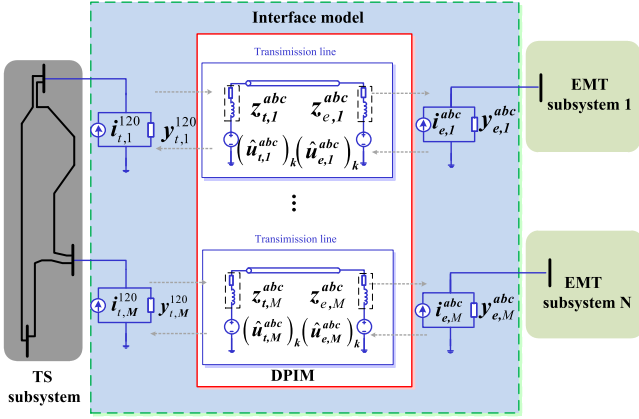 Interface model
Transmission line
z_{t,1}^{abc} z_{e,1}^{abc}
i_{t,1}^{120} y_{t,1}^{120}
(û_{t,1}^{abc})_k (û_{e,1}^{abc})_k
i_{e,1}^{abc} y_{e,1}^{abc}
EMT
subsystem 1
⋮
Transmission line
z_{t,M}^{abc} z_{e,M}^{abc}
i_{t,M}^{120} y_{t,M}^{120}
(û_{t,M}^{abc})_k (û_{e,M}^{abc})_k
i_{e,M}^{abc} y_{e,M}^{abc}
EMT
subsystem N
DPIM
TS
subsystem